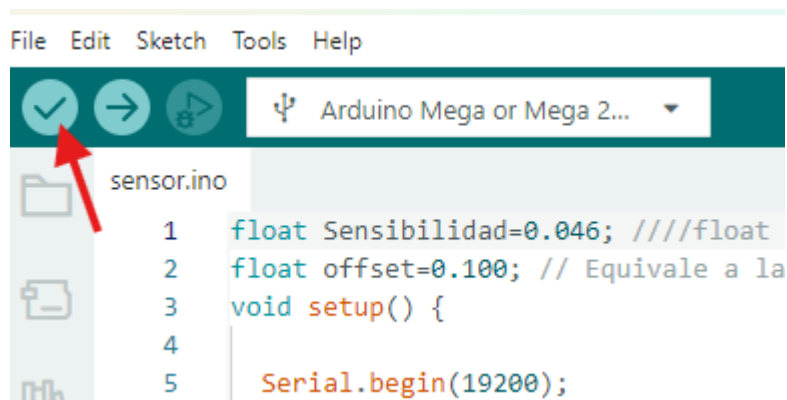 File Edit Sketch Tools Help
Arduino Mega or Mega 2...
sensor.ino
1 float Sensibilidad=0.046; ////float
2 float offset=0.100; // Equivale a la
3 void setup() {
4
5 Serial.begin(19200);